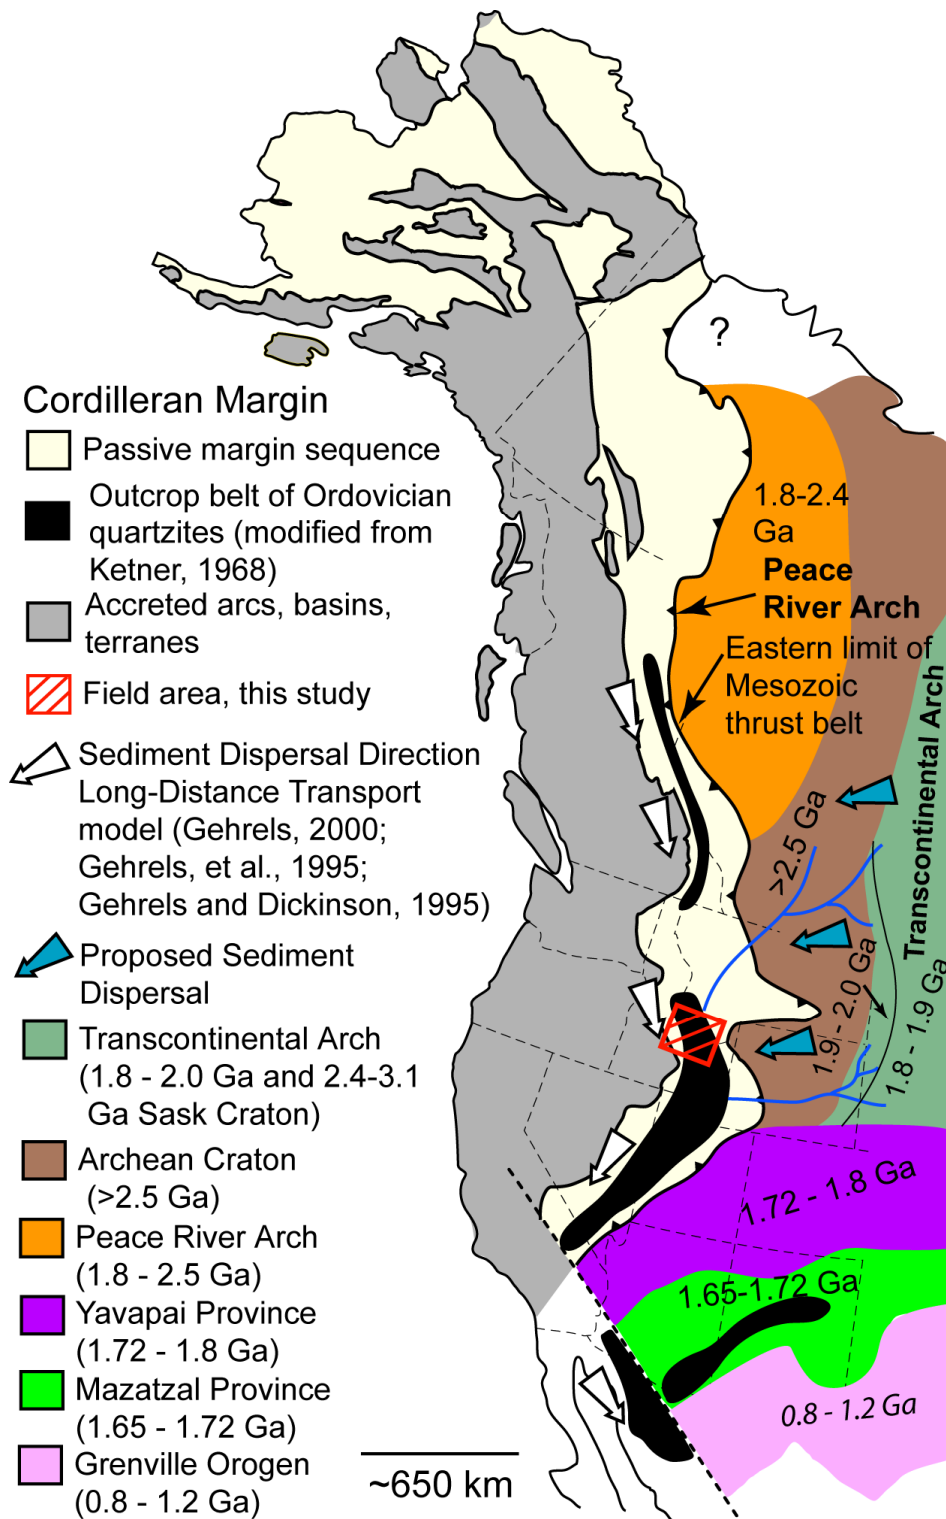 Cordilleran Margin
Passive margin sequence
Outcrop belt of Ordovician
quartzites (modified from
Ketner, 1968)
Accreted arcs, basins,
terranes
Field area, this study
Sediment Dispersal Direction
Long-Distance Transport
model (Gehrels, 2000;
Gehrels, et al., 1995;
Gehrels and Dickinson, 1995)
Proposed Sediment
Dispersal
Transcontinental Arch
(1.8 - 2.0 Ga and 2.4-3.1
Ga Sask Craton)
Archean Craton
(>2.5 Ga)
Peace River Arch
(1.8 - 2.5 Ga)
Yavapai Province
(1.72 - 1.8 Ga)
Mazatzal Province
(1.65 - 1.72 Ga)
Grenville Orogen
(0.8 - 1.2 Ga)
~650 km
?
1.8-2.4
Ga
Peace
River Arch
Eastern limit of
Mesozoic
thrust belt
>2.5 Ga
Transcontinental Arch
1.9 - 2.0 Ga
1.8 - 1.9 Ga
1.72 - 1.8 Ga
1.65-1.72 Ga
0.8 - 1.2 Ga